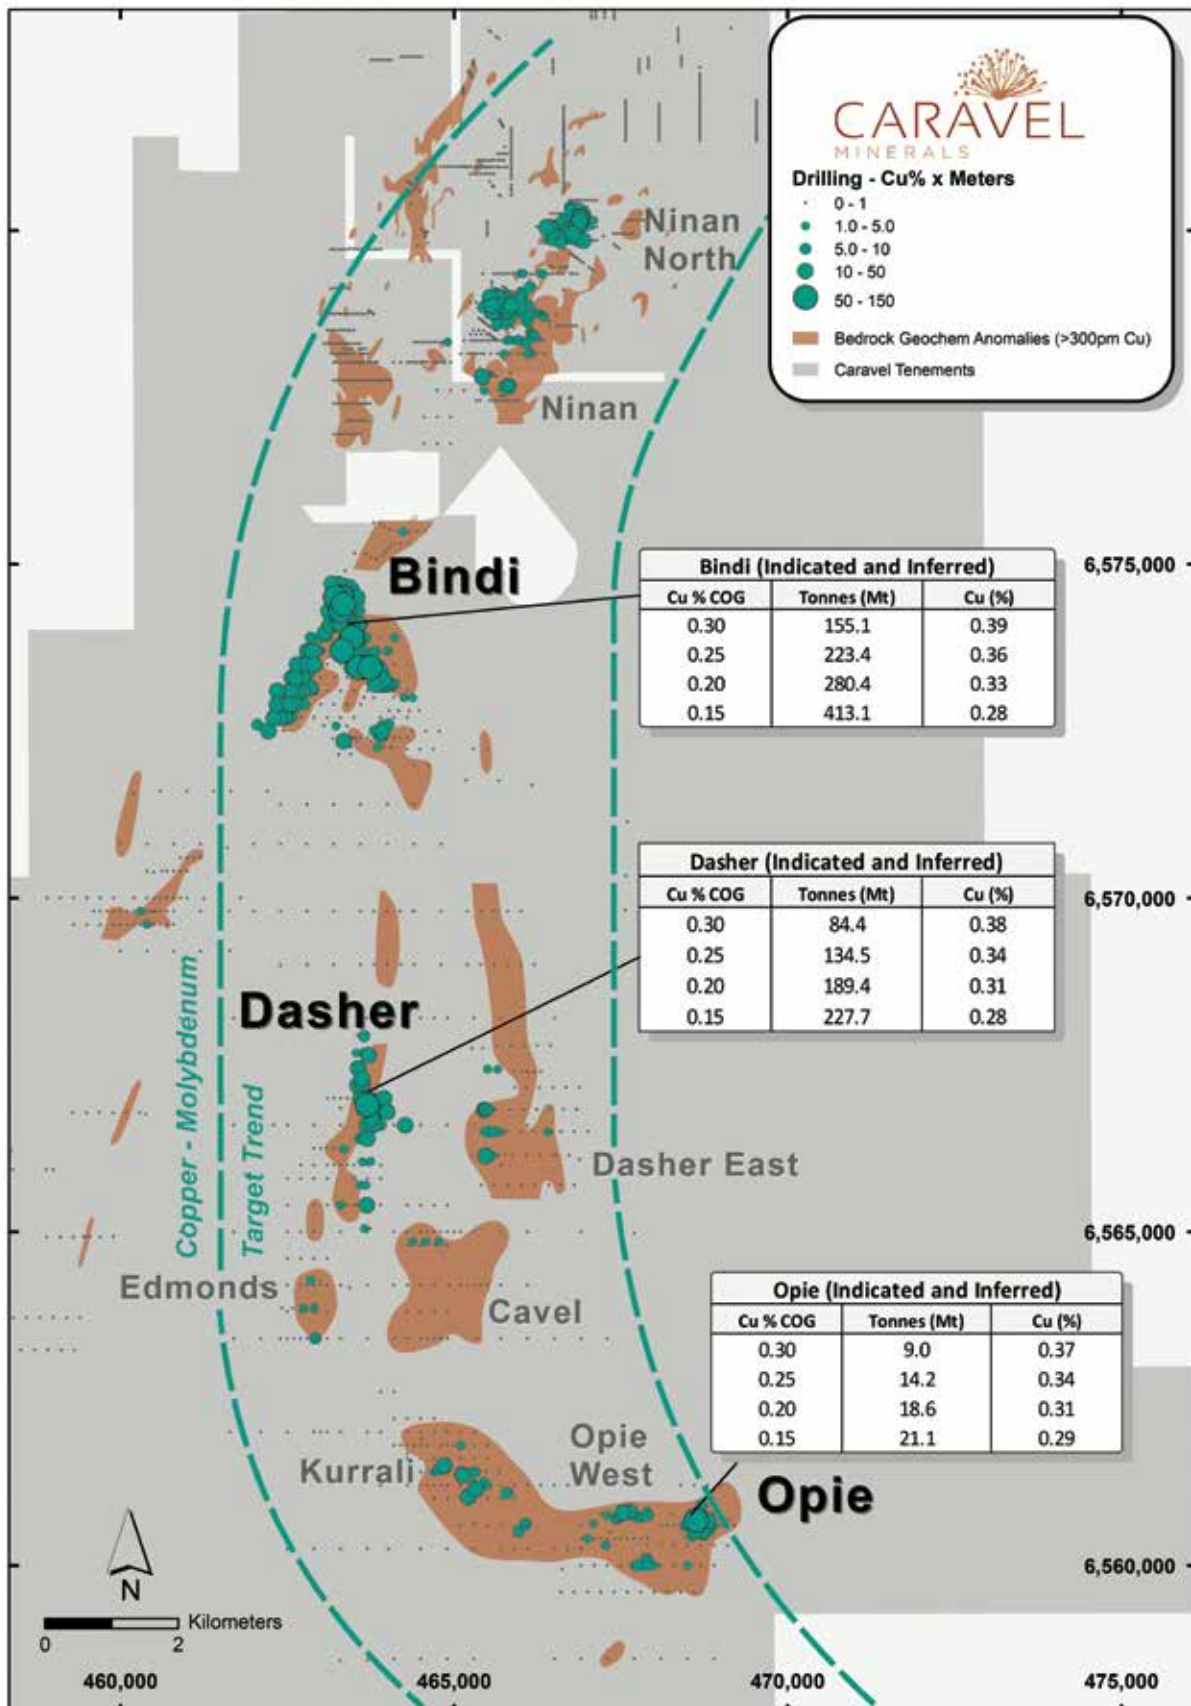 CARAVEL
MINERALS
Drilling - Cu% x Meters
0 - 1
1.0 - 5.0
5.0 - 10
10 - 50
50 - 150
Bedrock Geochem Anomalies (>300pm Cu)
Caravel Tenements
Ninan
North
Ninan
Bindi
6,575,000
Bindi (Indicated and Inferred)
Cu % COG Tonnes (Mt) Cu (%)
0.30 155.1 0.39
0.25 223.4 0.36
0.20 280.4 0.33
0.15 413.1 0.28
Dasher (Indicated and Inferred)
Cu % COG Tonnes (Mt) Cu (%)
0.30 84.4 0.38
0.25 134.5 0.34
0.20 189.4 0.31
0.15 227.7 0.28
6,570,000
Dasher
Copper - Molybdenum
Target Trend
Dasher East
6,565,000
Edmonds
Cavel
Opie (Indicated and Inferred)
Cu % COG Tonnes (Mt) Cu (%)
0.30 9.0 0.37
0.25 14.2 0.34
0.20 18.6 0.31
0.15 21.1 0.29
Kurrali
Opie
West
Opie
6,560,000
N
Kilometers
0 2
460,000 465,000 470,000 475,000